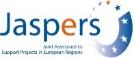 Jaspers
Joint Assistance to
Support Projects in European Regions